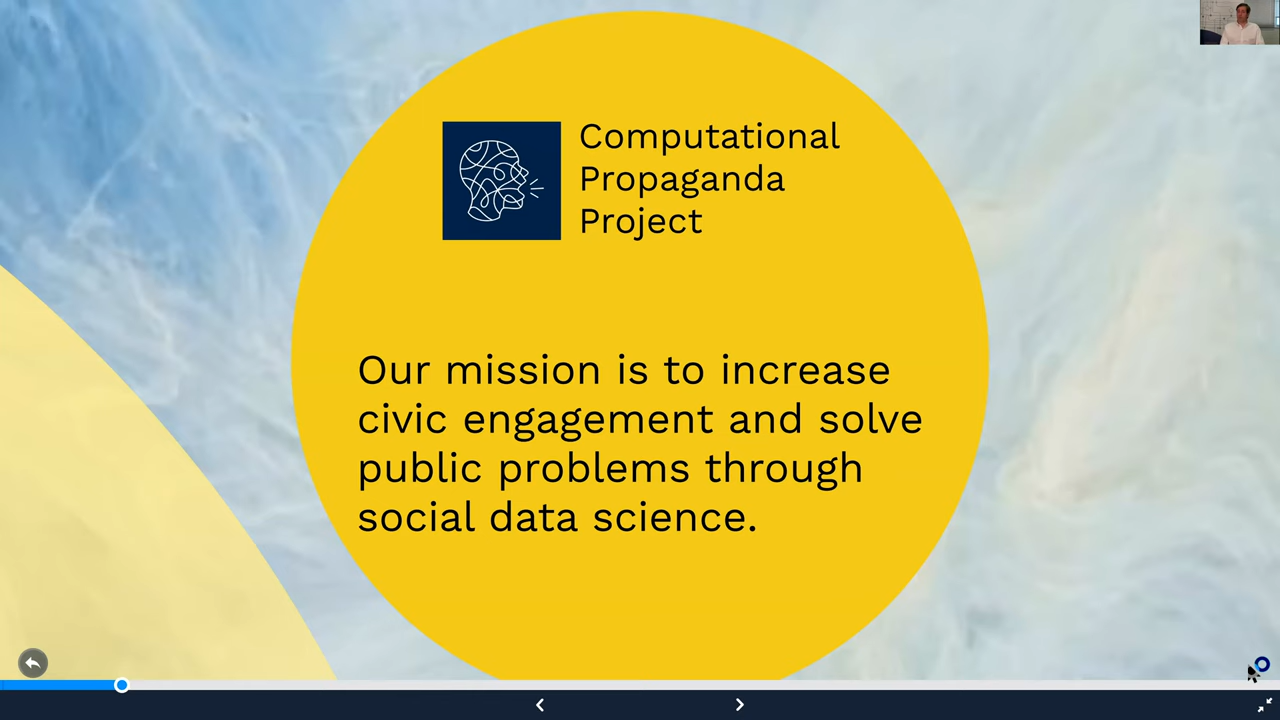 Computational
Propaganda
Project
Our mission is to increase
civic engagement and solve
public problems through
social data science.